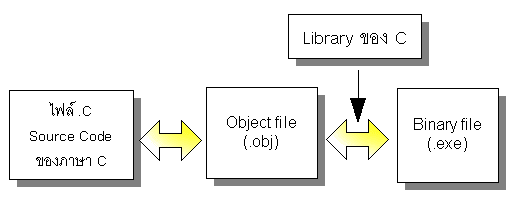 Library ของ C
ไฟล์ .C
Source Code
ของภาษา C
Object file
(.obj)
Binary file
(.exe)